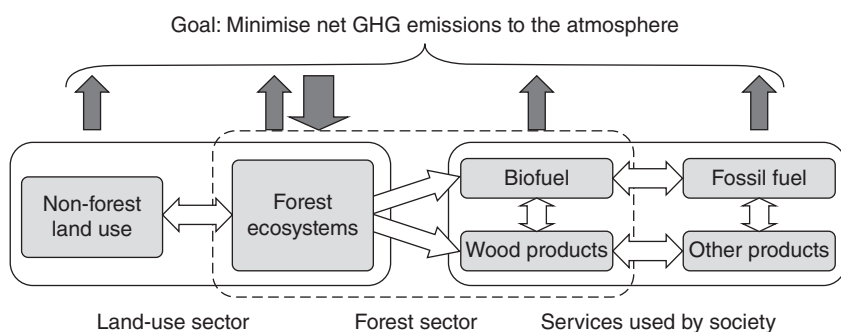 Goal: Minimise net GHG emissions to the atmosphere
Non-forest
land use
Forest
ecosystems
Biofuel
Fossil fuel
Wood products
Other products
Land-use sector
Forest sector
Services used by society